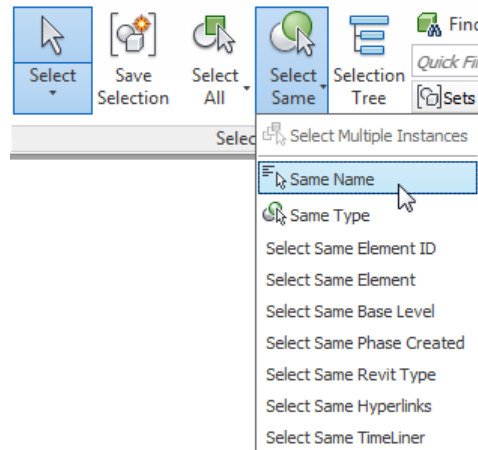 Select
Save
Selection
Select
All
Select
Same
Selection
Tree
Find
Quick Fi
Sets
Selec
Select Multiple Instances
Same Name
Same Type
Select Same Element ID
Select Same Element
Select Same Base Level
Select Same Phase Created
Select Same Revit Type
Select Same Hyperlinks
Select Same TimeLiner